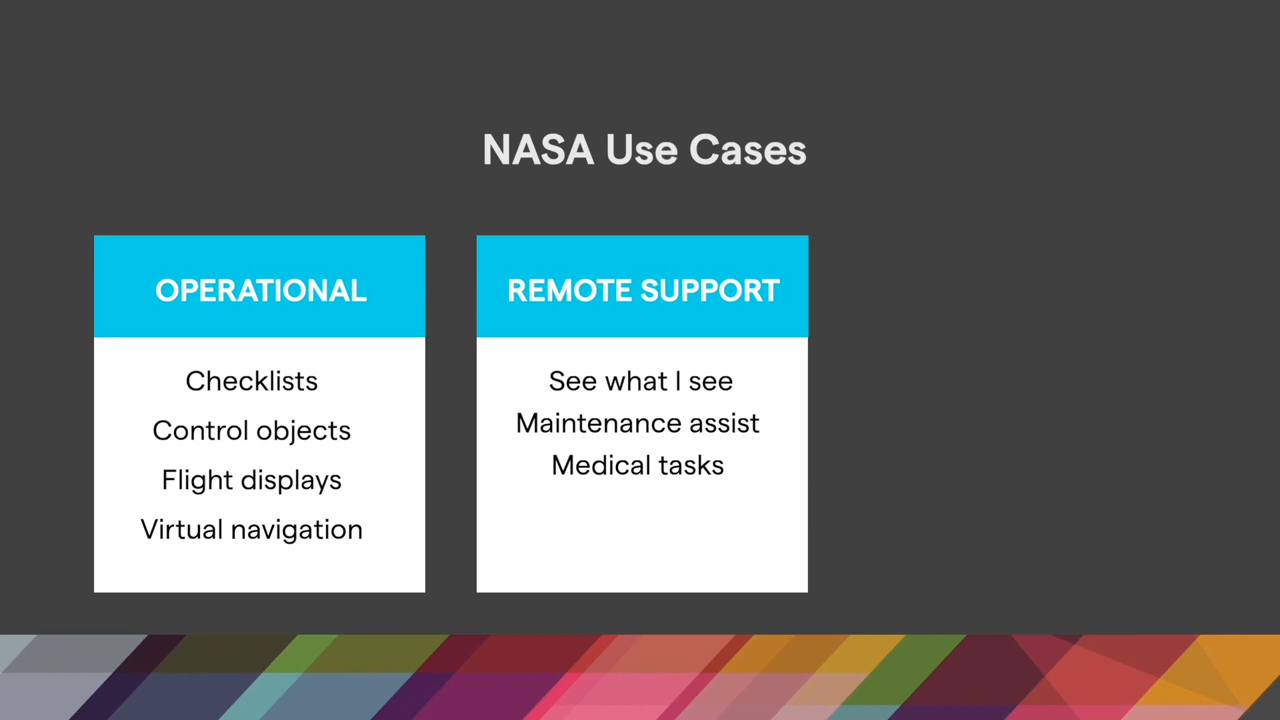 NASA Use Cases
OPERATIONAL
Checklists
Control objects
Flight displays
Virtual navigation
REMOTE SUPPORT
See what I see
Maintenance assist
Medical tasks